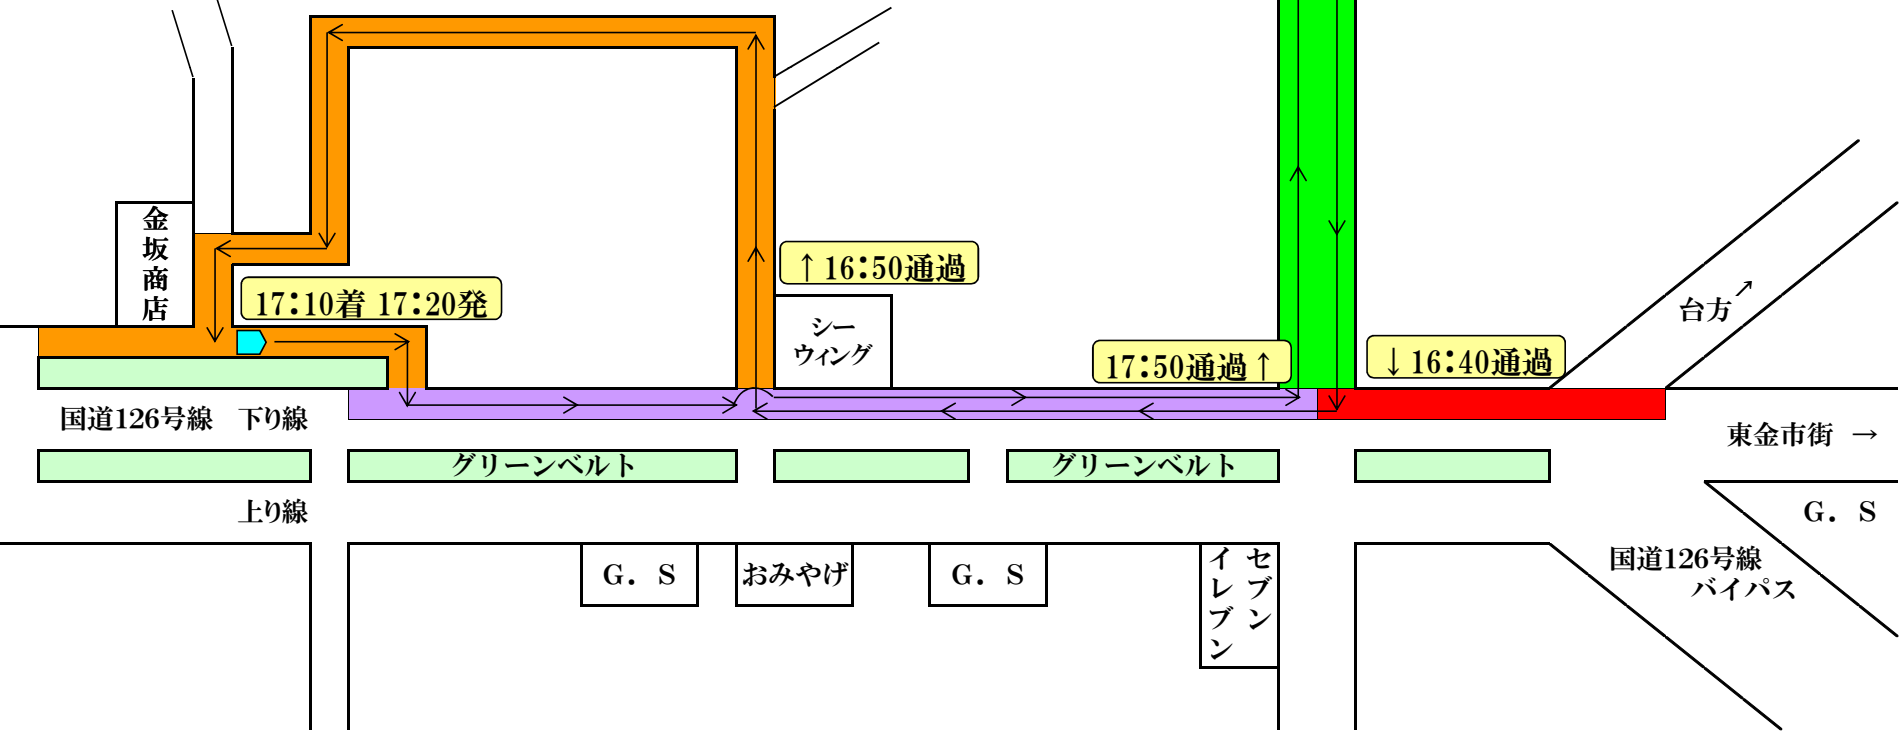 金坂商店
17:10着 17:20発
↑16:50通過
シー
ウィング
17:50通過↑
↓16:40通過
台方
↗
国道126号線 下り線
東金市街 →
グリーンベルト
グリーンベルト
上り線
G. S
G. S
おみやげ
G. S
セブン
イレブン
国道126号線
バイパス